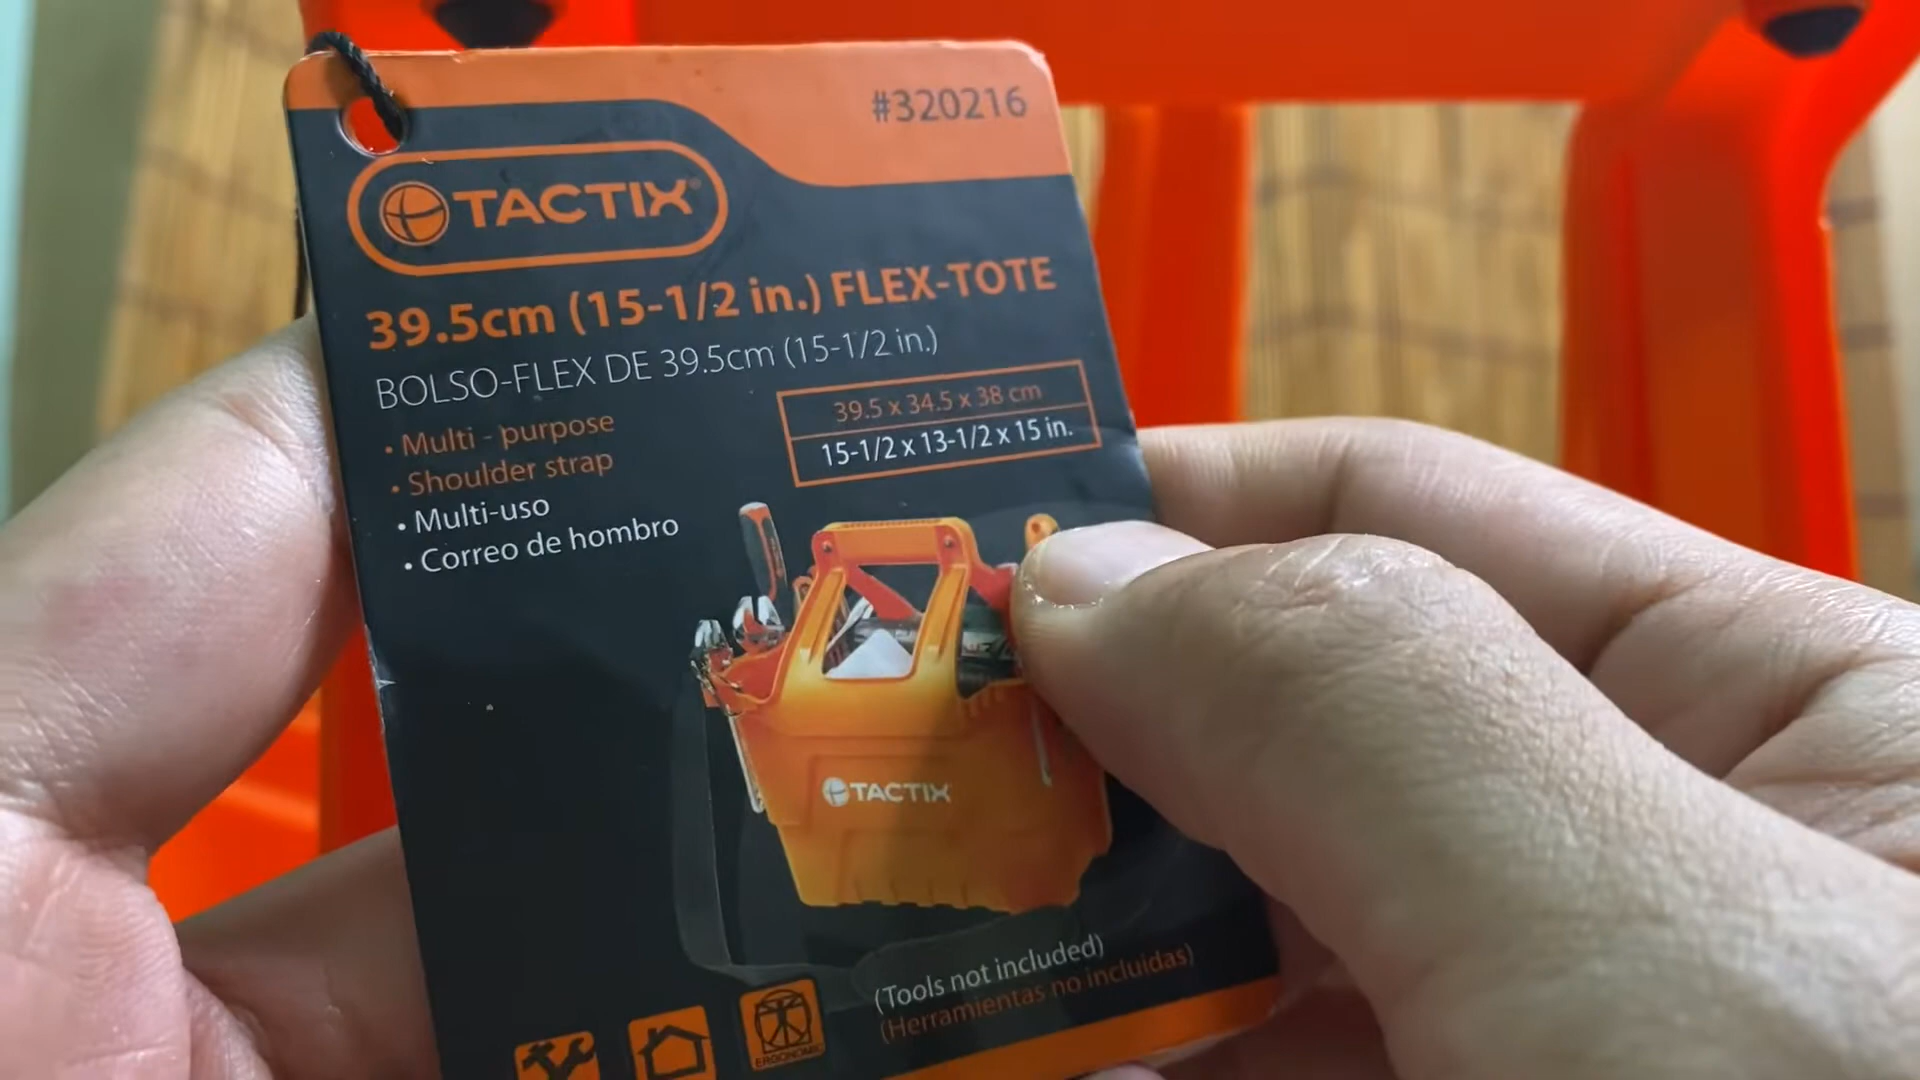 #320216
TACTIX®
39.5cm (15-1/2 in.) FLEX-TOTE
BOLSO-FLEX DE 39.5cm (15-1/2 in.)
39.5 x 34.5 x 38 cm
15-1/2 x 13-1/2 x 15 in.
• Multi - purpose
• Shoulder strap
• Multi-uso
• Correo de hombro
TACTIX
(Tools not included)
(Herramientas no incluidas)
ERGONOMIC